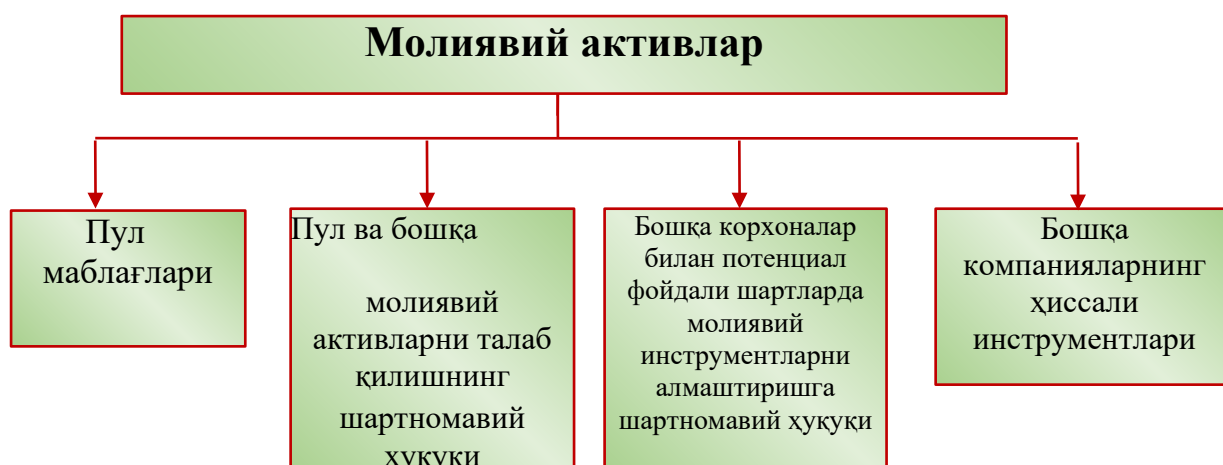 Молиявий активлар
Пул
маблағлари
Пул ва бошқа
молиявий
активларни талаб
қилишнинг
шартномавий
ҳуқуқи
Бошқа корхоналар
билан потенциал
фойдали шартларда
молиявий
инструментларни
алмаштиришга
шартномавий ҳуқуқи
Бошқа
компанияларнинг
ҳиссали
инструментлари